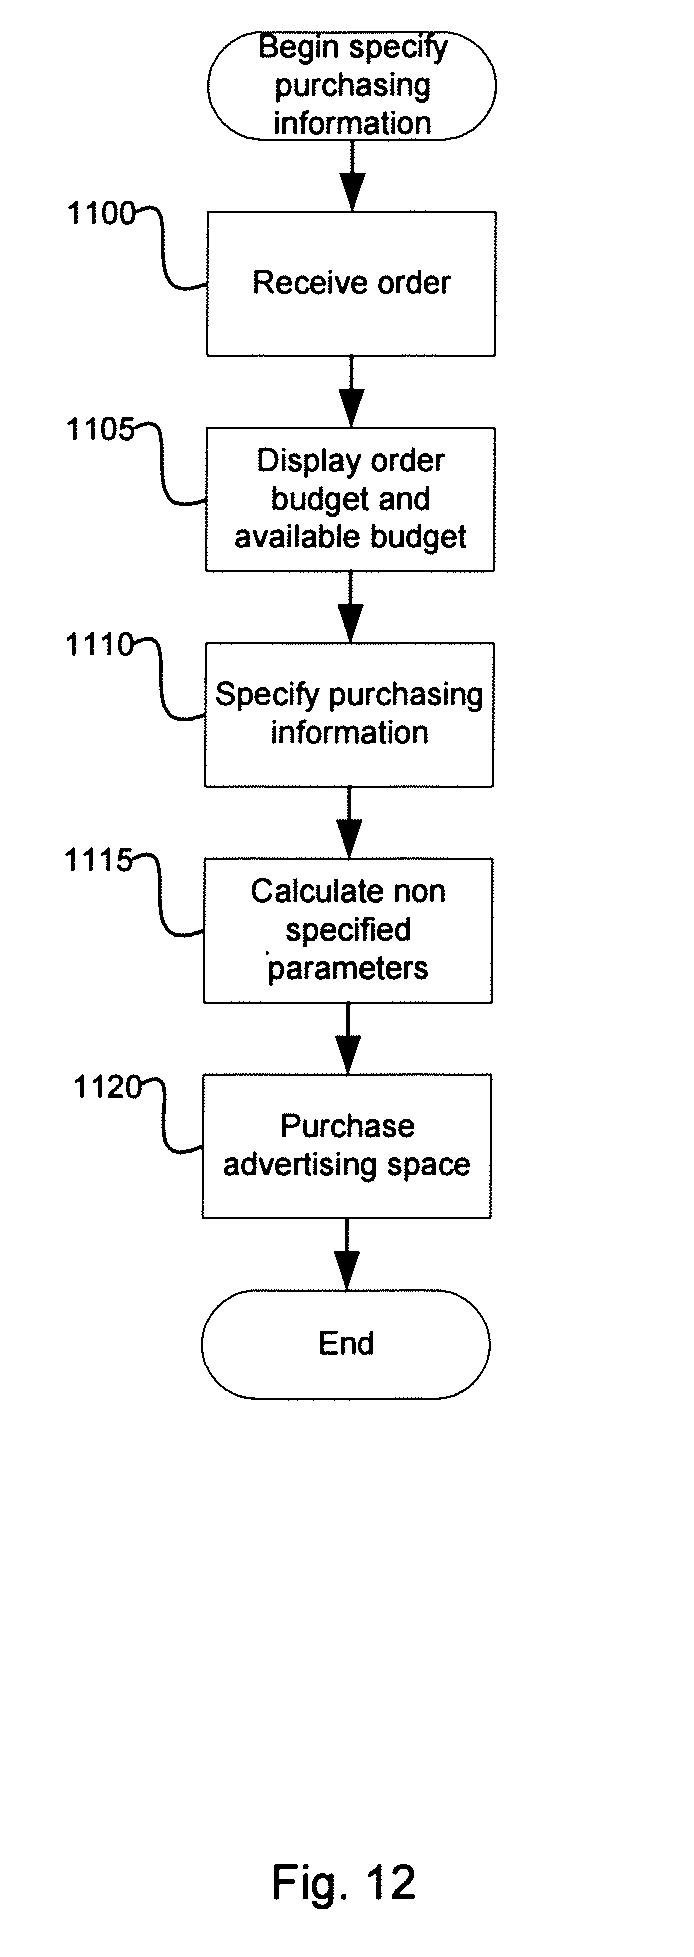 Begin specify
purchasing
information
1100
Receive order
1105
Display order
budget and
available budget
1110
Specify purchasing
information
1115
Calculate non
specified
parameters
1120
Purchase
advertising space
End
Fig. 12